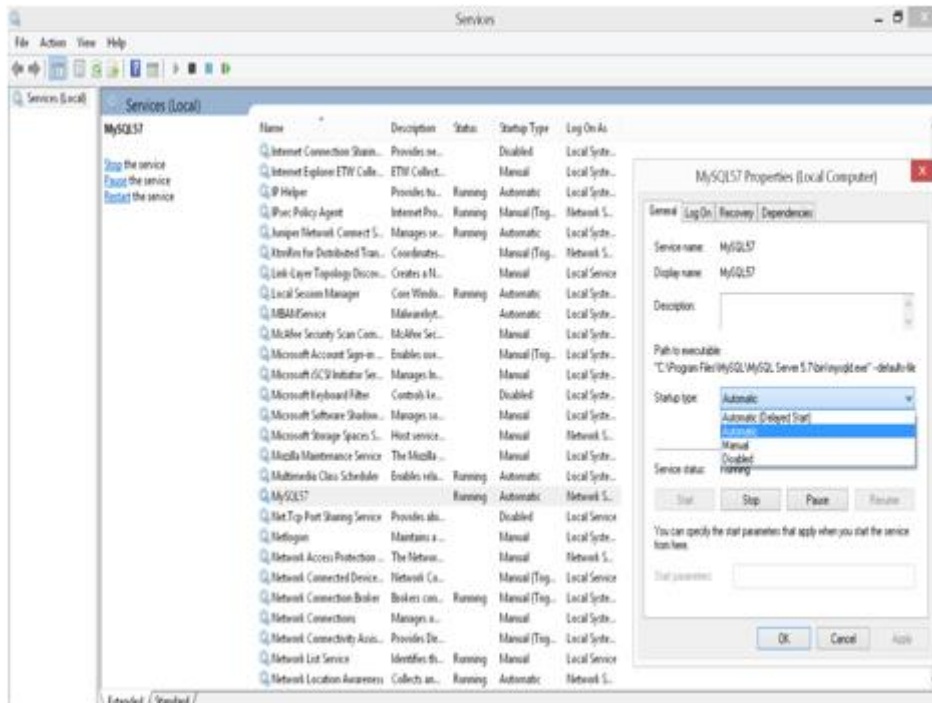 Services
File Action View Help
Services (Local)
Services (Local)
MySQL57
Stop the service
Pause the service
Restart the service
Name Description Status Startup Type Log On As
Internet Connection Sharin... Provides ne... Disabled Local Syste...
Internet Explorer ETW Colle... ETW Collect... Manual Local Syste...
IP Helper Provides tu... Running Automatic Local Syste...
IPsec Policy Agent Internet Pro... Running Manual (Trig... Network S...
Juniper Network Connect S... Manages se... Running Automatic Local Syste...
KtmRm for Distributed Tran... Coordinates... Manual (Trig... Network S...
Link-Layer Topology Discov... Creates a N... Manual Local Service
Local Session Manager Core Windo... Running Automatic Local Syste...
MBAMService Malwarebyt... Automatic Local Syste...
McAfee Security Scan Com... McAfee Sec... Manual Local Syste...
Microsoft Account Sign-in ... Enables use... Manual (Trig... Local Syste...
Microsoft iSCSI Initiator Ser... Manages In... Manual Local Syste...
Microsoft Keyboard Filter Controls ke... Disabled Local Syste...
Microsoft Software Shadow... Manages so... Manual Local Syste...
Microsoft Storage Spaces S... Host service... Manual Network S...
Mozilla Maintenance Service The Mozilla ... Manual Local Syste...
Multimedia Class Scheduler Enables rela... Running Automatic Local Syste...
MySQL57 Running Automatic Network S...
Net.Tcp Port Sharing Service Provides abi... Disabled Local Service
Netlogon Maintains a ... Manual Local Syste...
Network Access Protection ... The Networ... Manual Network S...
Network Connected Device... Network Co... Manual (Trig... Local Service
Network Connection Broker Brokers con... Running Manual (Trig... Local Syste...
Network Connections Manages o... Manual Local Syste...
Network Connectivity Assis... Provides De... Manual (Trig... Local Syste...
Network List Service Identifies th... Running Manual Local Service
Network Location Awareness Collects an... Running Automatic Network S...
Extended Standard
MySQL57 Properties (Local Computer)
General Log On Recovery Dependencies
Service name: MySQL57
Display name: MySQL57
Description:
Path to executable:
"C:\Program Files\MySQL\MySQL Server 5.7\bin\mysqld.exe" --defaults-file
Startup type: Automatic
Automatic (Delayed Start)
Automatic
Manual
Disabled
Service status: Running
Start Stop Pause Resume
You can specify the start parameters that apply when you start the service
from here.
Start parameters:
OK Cancel Apply